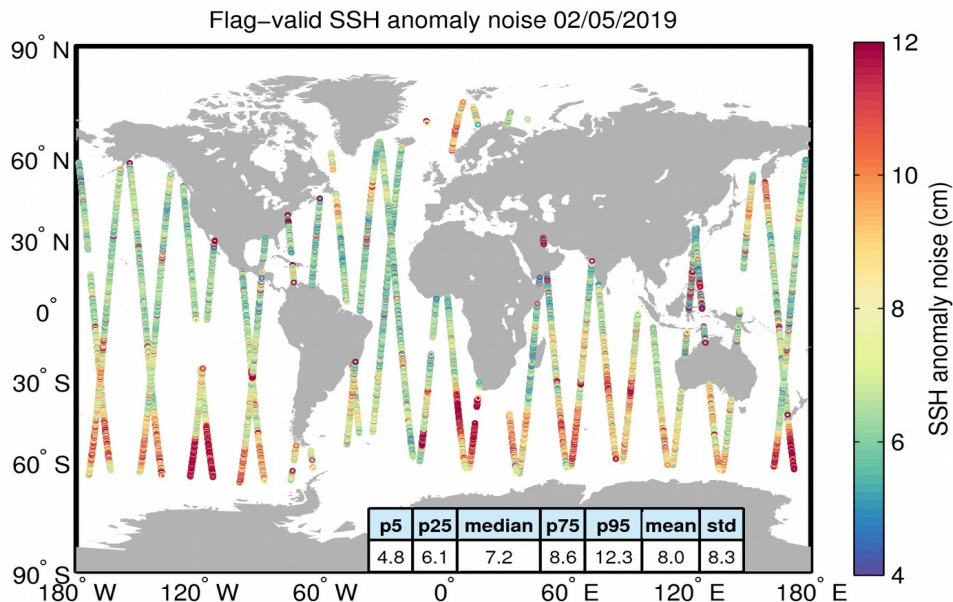 Flag−valid SSH anomaly noise 02/05/2019
90° N
60° N
30° N
0°
30° S
60° S
90° S
180° W
120° W
60° W
0°
60° E
120° E
180° E
p5 p25 median p75 p95 mean std
4.8 6.1 7.2 8.6 12.3 8.0 8.3
12
10
8
6
4
SSH anomaly noise (cm)